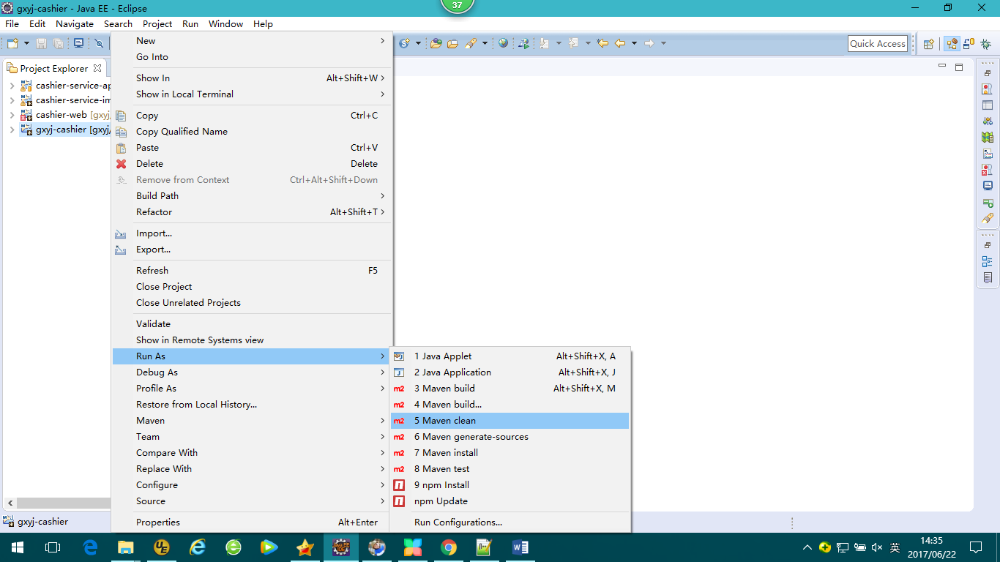 gxyj-cashier - Java EE - Eclipse
37
File Edit Navigate Search Project Run Window Help
Quick Access
Project Explorer
cashier-service-ap
cashier-service-im
cashier-web [gxyj
gxyj-cashier [gxyj
New
Go Into
Show In Alt+Shift+W
Show in Local Terminal
Copy Ctrl+C
Copy Qualified Name
Paste Ctrl+V
Delete Delete
Remove from Context Ctrl+Alt+Shift+Down
Build Path
Refactor Alt+Shift+T
Import...
Export...
Refresh F5
Close Project
Close Unrelated Projects
Validate
Show in Remote Systems view
Run As
Debug As
Profile As
Restore from Local History...
Maven
Team
Compare With
Replace With
Configure
Source
Properties Alt+Enter
1 Java Applet Alt+Shift+X, A
2 Java Application Alt+Shift+X, J
m2 3 Maven build Alt+Shift+X, M
m2 4 Maven build...
m2 5 Maven clean
m2 6 Maven generate-sources
m2 7 Maven install
m2 8 Maven test
9 npm Install
npm Update
Run Configurations...
gxyj-cashier
英
14:35
2017/06/22